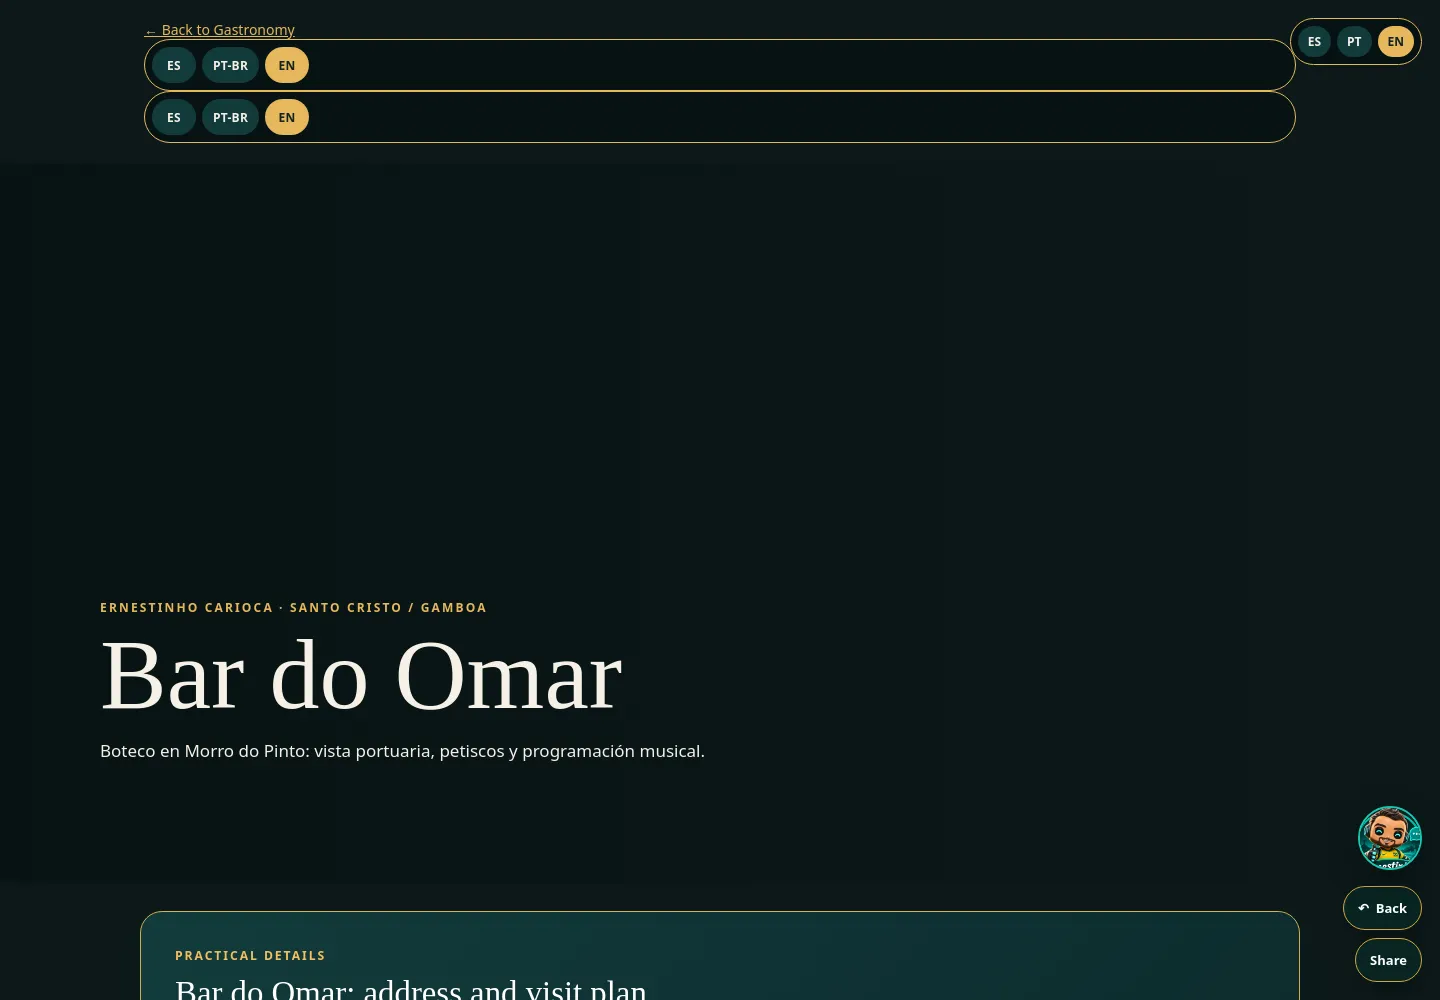 ← Back to Gastronomy
ES PT EN
ES PT-BR EN
ES PT-BR EN
ERNESTINHO CARIOCA · SANTO CRISTO / GAMBOA
Bar do Omar
Boteco en Morro do Pinto: vista portuaria, petiscos y programación musical.
↶ Back
PRACTICAL DETAILS
Share
Bar do Omar: address and visit plan